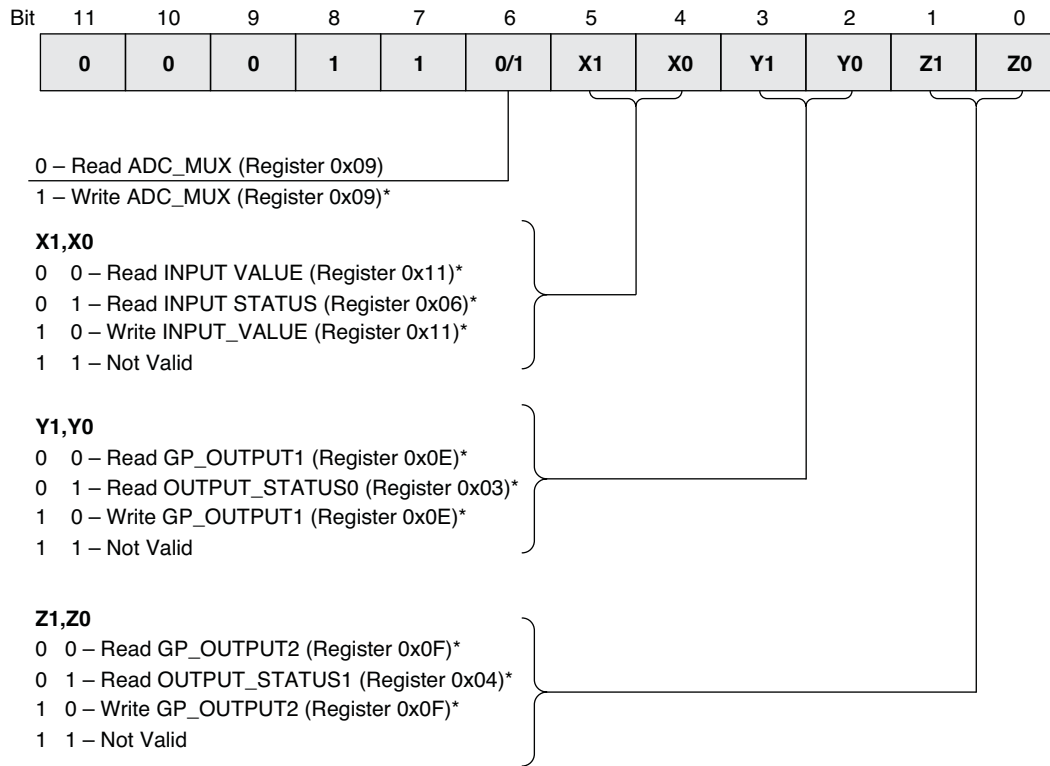 Bit 11 10 9 8 7 6 5 4 3 2 1 0
0 0 0 1 1 0/1 X1 X0 Y1 Y0 Z1 Z0
0 – Read ADC_MUX (Register 0x09)
1 – Write ADC_MUX (Register 0x09)*
X1,X0
0 0 – Read INPUT VALUE (Register 0x11)*
0 1 – Read INPUT STATUS (Register 0x06)*
1 0 – Write INPUT_VALUE (Register 0x11)*
1 1 – Not Valid
Y1,Y0
0 0 – Read GP_OUTPUT1 (Register 0x0E)*
0 1 – Read OUTPUT_STATUS0 (Register 0x03)*
1 0 – Write GP_OUTPUT1 (Register 0x0E)*
1 1 – Not Valid
Z1,Z0
0 0 – Read GP_OUTPUT2 (Register 0x0F)*
0 1 – Read OUTPUT_STATUS1 (Register 0x04)*
1 0 – Write GP_OUTPUT2 (Register 0x0F)*
1 1 – Not Valid